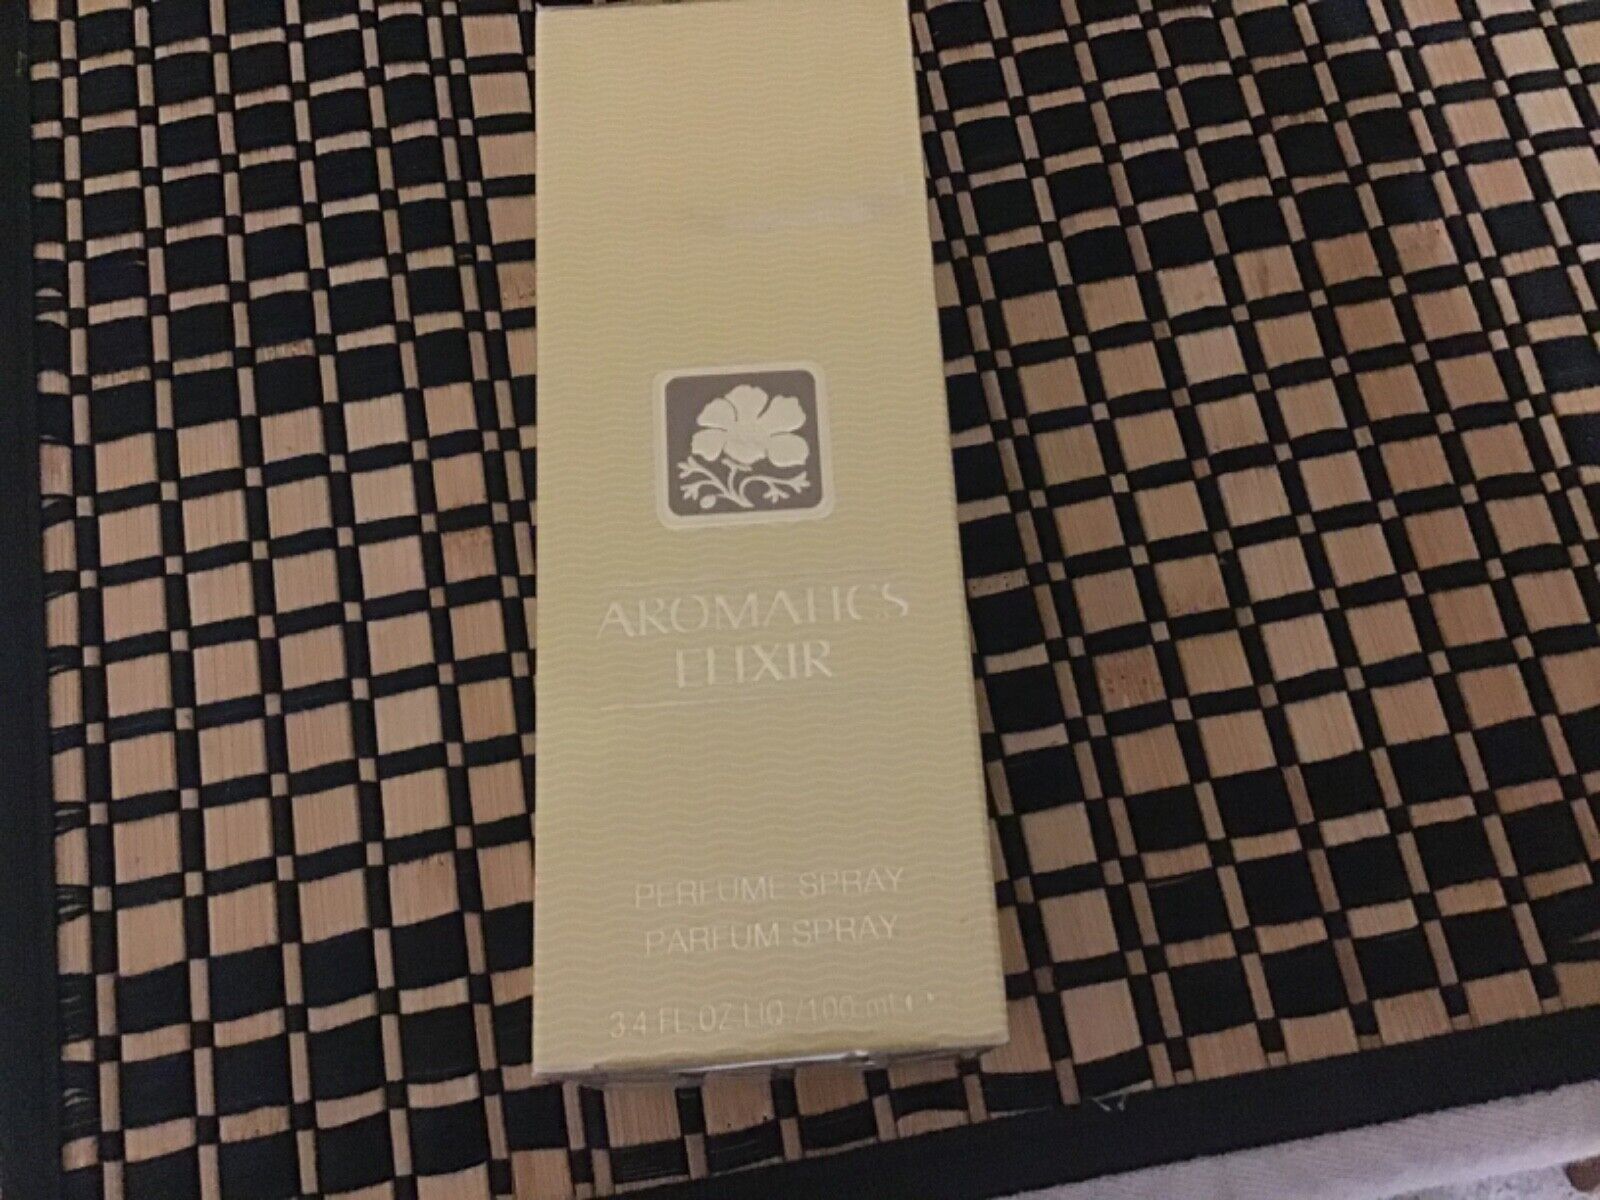 AROMATICS
ELIXIR
PERFUME SPRAY
PARFUM SPRAY
3.4 FL.OZ.LIQ./100 ml e